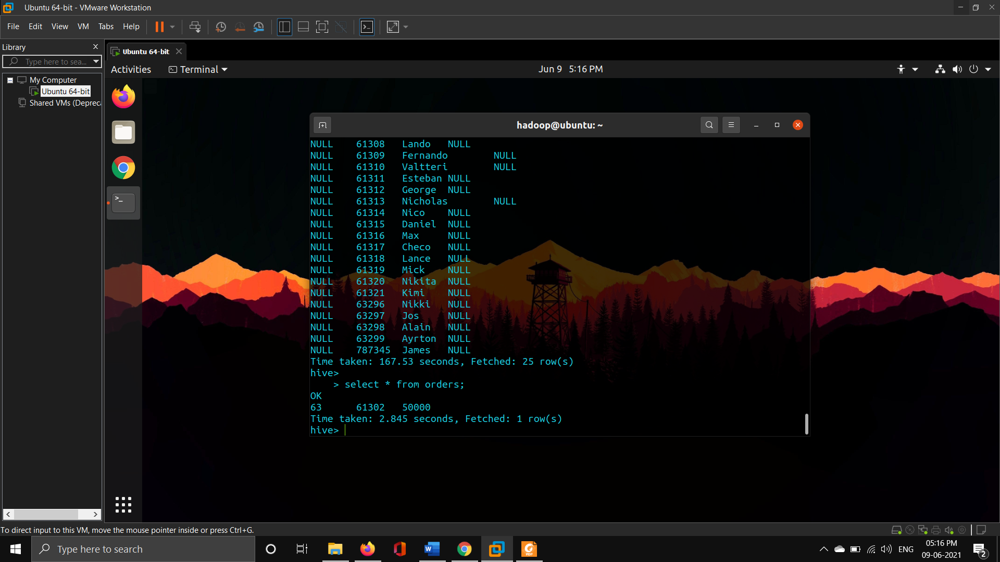 Ubuntu 64-bit - VMware Workstation
File Edit View VM Tabs Help
Library
Type here to sea...
My Computer
Ubuntu 64-bit
Shared VMs (Depreca
Ubuntu 64-bit
Activities Terminal Jun 9 5:16 PM
hadoop@ubuntu: ~
NULL 61308 Lando NULL
NULL 61309 Fernando NULL
NULL 61310 Valtteri NULL
NULL 61311 Esteban NULL
NULL 61312 George NULL
NULL 61313 Nicholas NULL
NULL 61314 Nico NULL
NULL 61315 Daniel NULL
NULL 61316 Max NULL
NULL 61317 Checo NULL
NULL 61318 Lance NULL
NULL 61319 Mick NULL
NULL 61320 Nikita NULL
NULL 61321 Kimi NULL
NULL 63296 Nikki NULL
NULL 63297 Jos NULL
NULL 63298 Alain NULL
NULL 63299 Ayrton NULL
NULL 787345 James NULL
Time taken: 167.53 seconds, Fetched: 25 row(s)
hive>
> select * from orders;
OK
63 61302 50000
Time taken: 2.845 seconds, Fetched: 1 row(s)
hive>
To direct input to this VM, move the mouse pointer inside or press Ctrl+G.
Type here to search
W
PDF
ENG
05:16 PM
09-06-2021
2